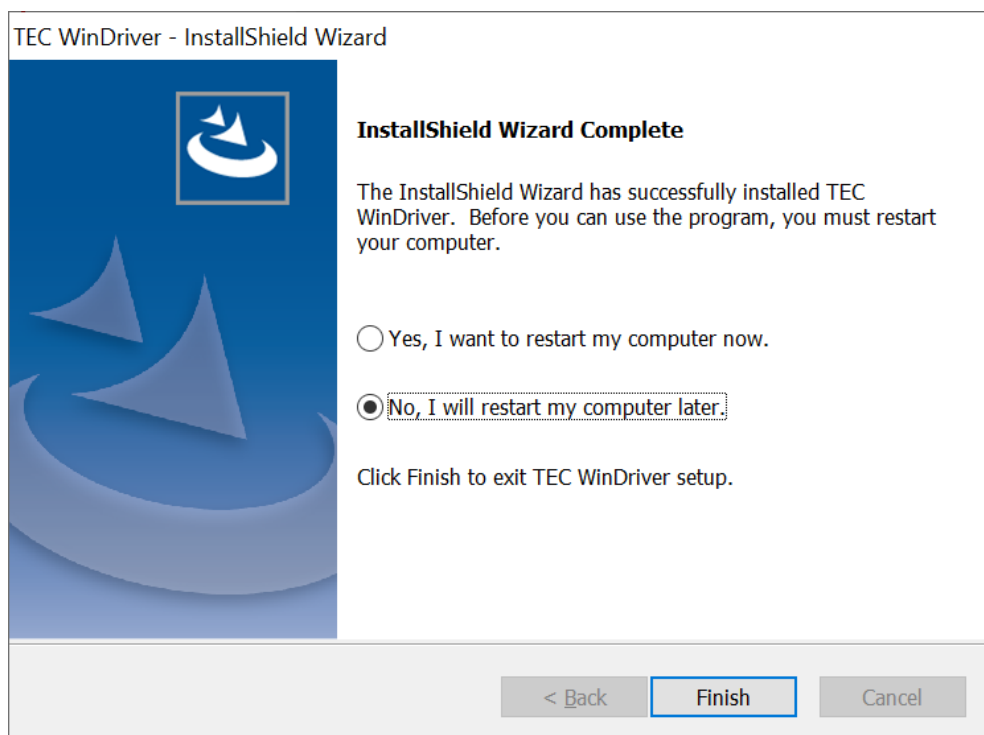 TEC WinDriver - InstallShield Wizard
InstallShield Wizard Complete
The InstallShield Wizard has successfully installed TEC
WinDriver.  Before you can use the program, you must restart
your computer.
Yes, I want to restart my computer now.
No, I will restart my computer later.
Click Finish to exit TEC WinDriver setup.
< Back
Finish
Cancel